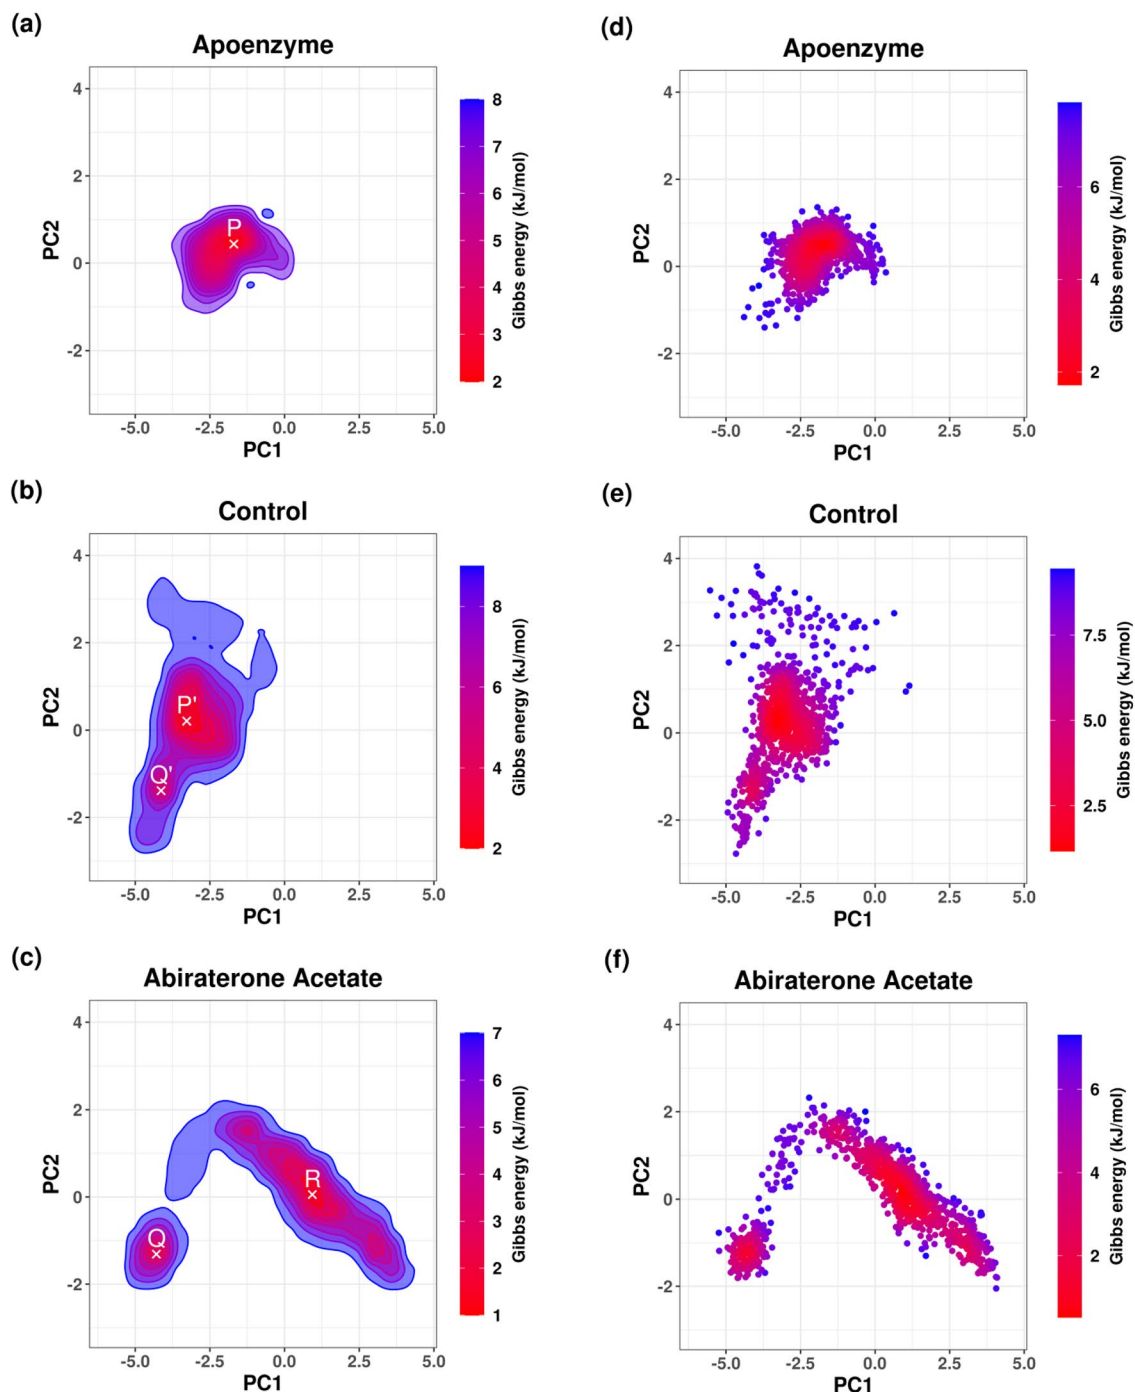 (a)
Apoenzyme
4
2
0
-2
PC2
-5.0 -2.5 0.0 2.5 5.0
PC1
P
8
7
6
5
4
3
2
Gibbs energy (kJ/mol)
(d)
Apoenzyme
4
2
0
-2
PC2
-5.0 -2.5 0.0 2.5 5.0
PC1
6
4
2
Gibbs energy (kJ/mol)
(b)
Control
4
2
0
-2
PC2
-5.0 -2.5 0.0 2.5 5.0
PC1
P'
Q'
8
6
4
2
Gibbs energy (kJ/mol)
(e)
Control
4
2
0
-2
PC2
-5.0 -2.5 0.0 2.5 5.0
PC1
7.5
5.0
2.5
Gibbs energy (kJ/mol)
(c)
Abiraterone Acetate
4
2
0
-2
PC2
-5.0 -2.5 0.0 2.5 5.0
PC1
R
Q
7
6
5
4
3
2
1
Gibbs energy (kJ/mol)
(f)
Abiraterone Acetate
4
2
0
-2
PC2
-5.0 -2.5 0.0 2.5 5.0
PC1
6
4
2
Gibbs energy (kJ/mol)